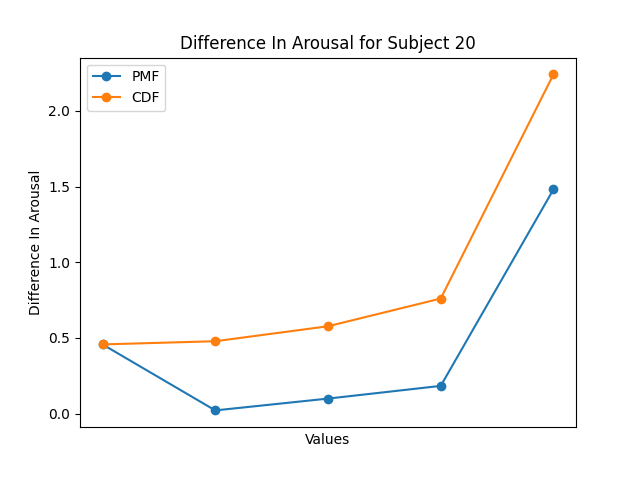 Difference In Arousal for Subject 20
PMF
CDF
2.0
1.5
1.0
0.5
0.0
Difference In Arousal
Values